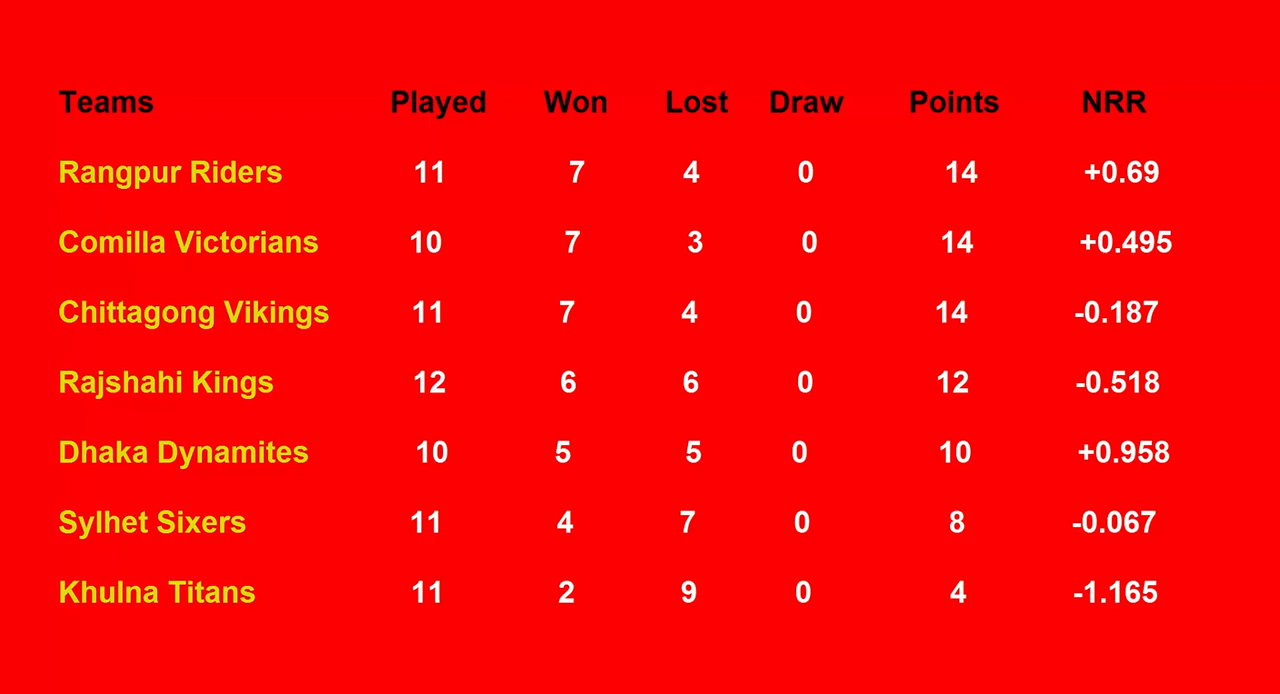 Teams Played Won Lost Draw Points NRR
Rangpur Riders 11 7 4 0 14 +0.69
Comilla Victorians 10 7 3 0 14 +0.495
Chittagong Vikings 11 7 4 0 14 -0.187
Rajshahi Kings 12 6 6 0 12 -0.518
Dhaka Dynamites 10 5 5 0 10 +0.958
Sylhet Sixers 11 4 7 0 8 -0.067
Khulna Titans 11 2 9 0 4 -1.165